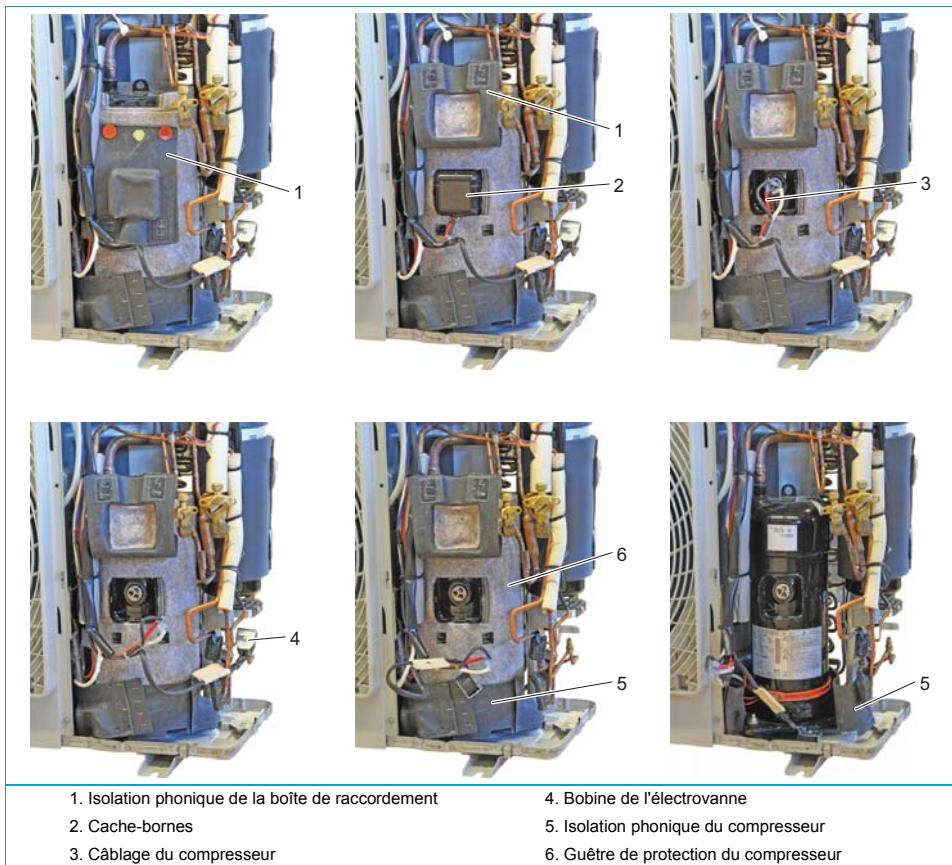 1
1
2
3
4
6
5
5
1. Isolation phonique de la boîte de raccordement
2. Cache-bornes
3. Câblage du compresseur
4. Bobine de l'électrovanne
5. Isolation phonique du compresseur
6. Guêtre de protection du compresseur